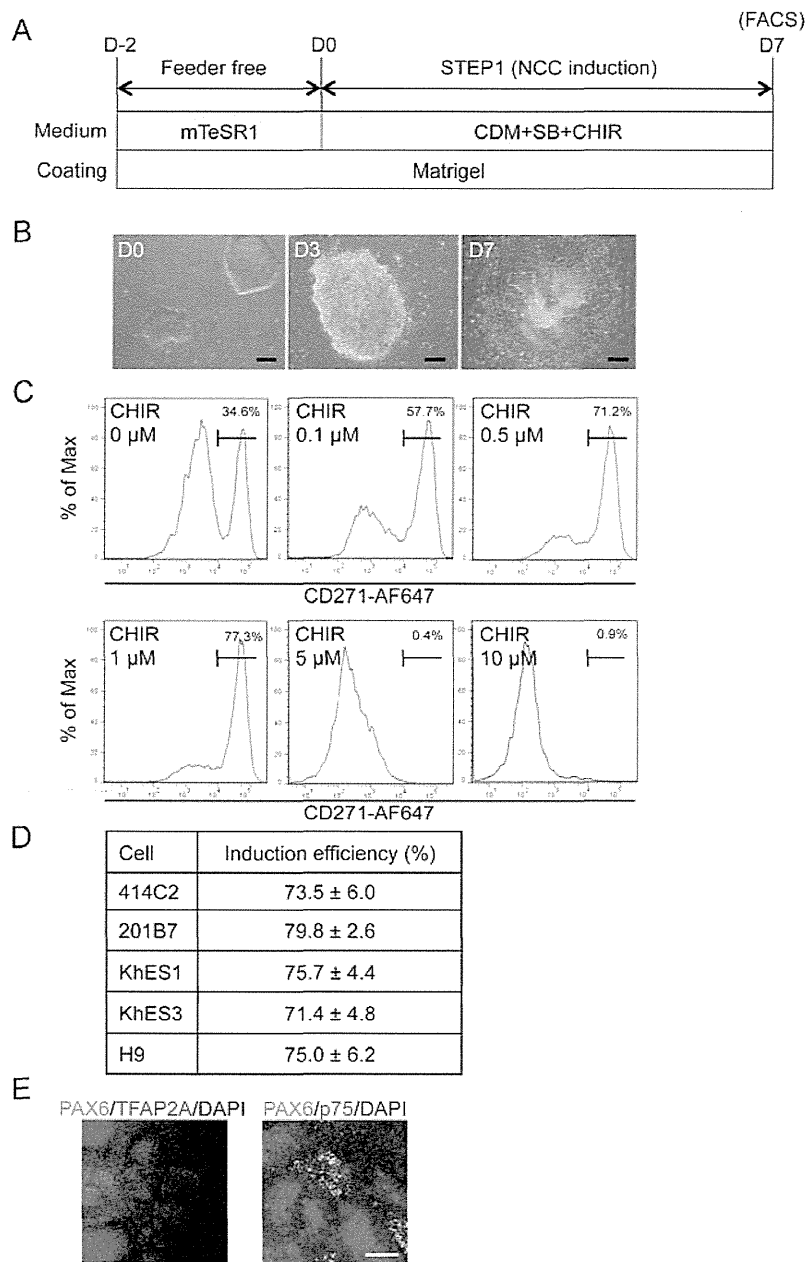 A
(FACS)
D-2 D0 D7
Feeder free STEP1 (NCC induction)
Medium mTeSR1 CDM+SB+CHIR
Coating Matrigel
B
D0 D3 D7
C
CHIR 0 µM 34.6%
CHIR 0.1 µM 57.7%
CHIR 0.5 µM 71.2%
% of Max
CD271-AF647
CHIR 1 µM 77.3%
CHIR 5 µM 0.4%
CHIR 10 µM 0.9%
% of Max
CD271-AF647
D
Cell Induction efficiency (%)
414C2 73.5 ± 6.0
201B7 79.8 ± 2.6
KhES1 75.7 ± 4.4
KhES3 71.4 ± 4.8
H9 75.0 ± 6.2
E
PAX6/TFAP2A/DAPI PAX6/p75/DAPI